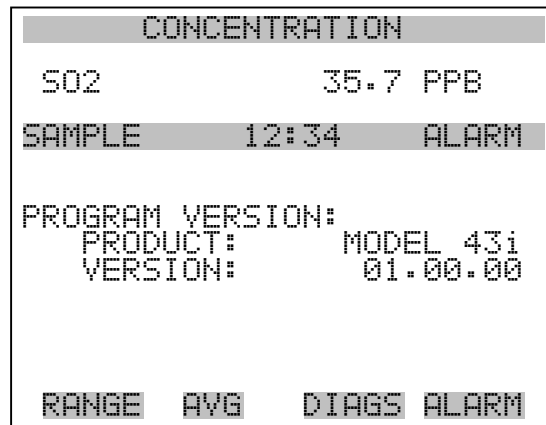 CONCENTRATION
SO2 35.7 PPB
SAMPLE 12:34 ALARM
PROGRAM VERSION:
PRODUCT: MODEL 43i
VERSION: 01.00.00
RANGE AVG DIAGS ALARM